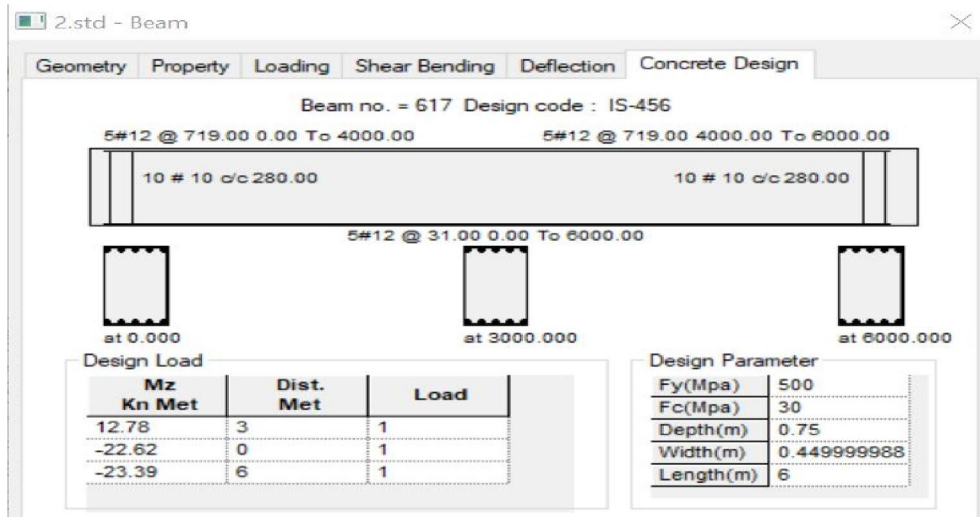 2.std - Beam
Geometry Property Loading Shear Bending Deflection Concrete Design
Beam no. = 617 Design code : IS-456
5#12 @ 719.00 0.00 To 4000.00 5#12 @ 719.00 4000.00 To 6000.00
10 # 10 c/c 280.00 10 # 10 c/c 280.00
5#12 @ 31.00 0.00 To 6000.00
at 0.000 at 3000.000 at 6000.000
Design Load Design Parameter
Mz Kn Met Dist. Met Load
12.78 3 1
-22.62 0 1
-23.39 6 1
Fy(Mpa) 500
Fc(Mpa) 30
Depth(m) 0.75
Width(m) 0.449999988
Length(m) 6